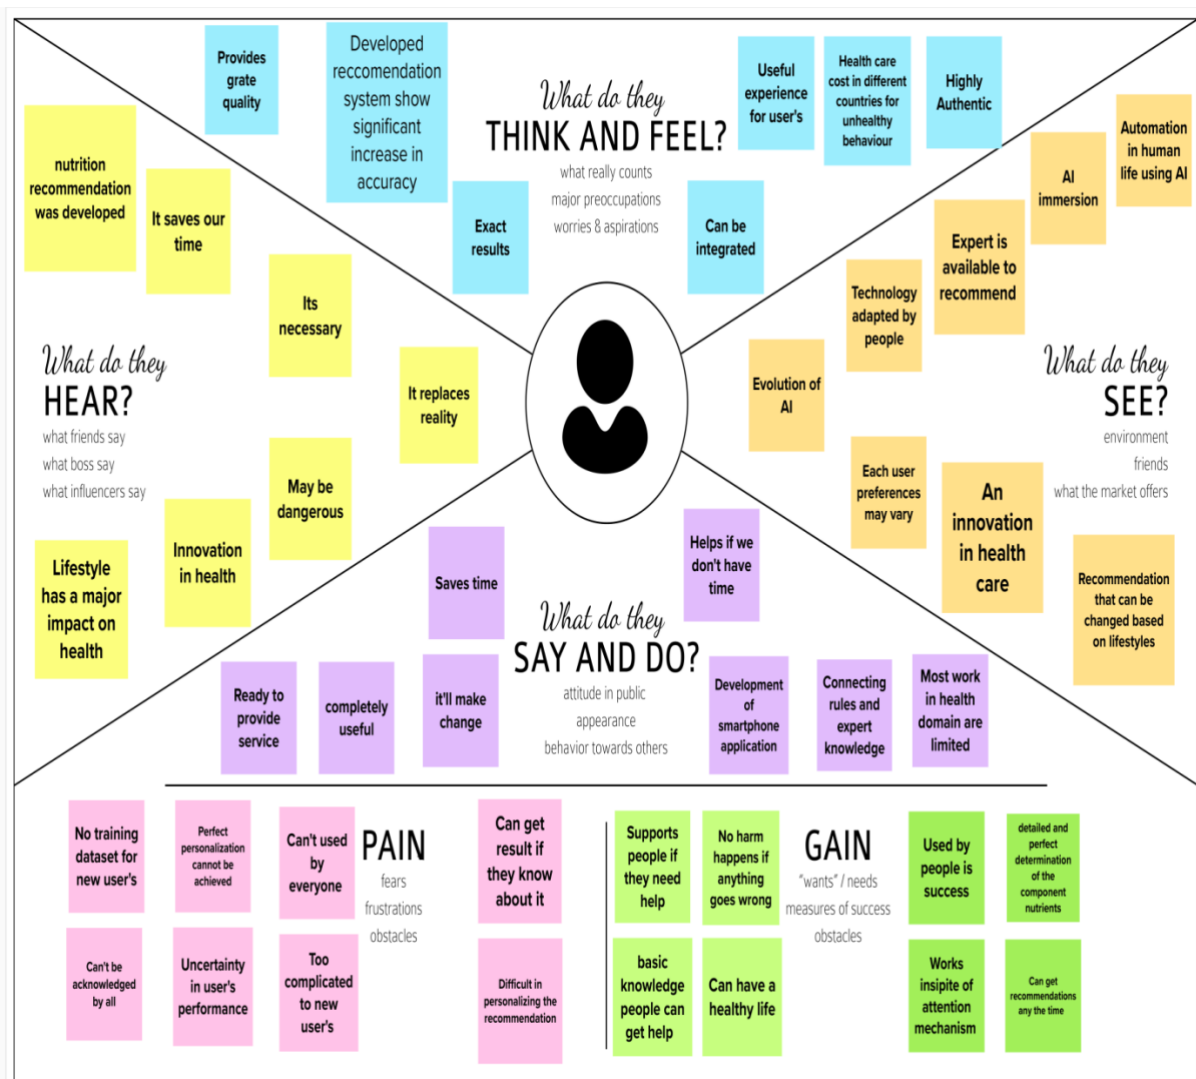 Provides
grate
quality
Developed
reccomendation
system show
significant
increase in
accuracy
Exact
results
What do they
THINK AND FEEL?
what really counts
major preoccupations
worries & aspirations
Useful
experience
for user's
Health care
cost in different
countries for
unhealthy
behaviour
Highly
Authentic
Can be
integrated
nutrition
recommendation
was developed
It saves our
time
Its
necessary
It replaces
reality
What do they
HEAR?
what friends say
what boss say
what influencers say
May be
dangerous
Innovation
in health
Lifestyle
has a major
impact on
health
Automation
in human
life using AI
AI
immersion
Expert is
available to
recommend
Technology
adapted by
people
Evolution of
AI
What do they
SEE?
environment
friends
what the market offers
Each user
preferences
may vary
An
innovation
in health
care
Recommendation
that can be
changed based
on lifestyles
Saves time
Helps if we
don't have
time
What do they
SAY AND DO?
attitude in public
appearance
behavior towards others
Ready to
provide
service
completely
useful
it'll make
change
Development
of
smartphone
application
Connecting
rules and
expert
knowledge
Most work
in health
domain are
limited
No training
dataset for
new user's
Perfect
personalization
cannot be
achieved
Can't used
by
everyone
PAIN
fears
frustrations
obstacles
Can get
result if
they know
about it
Can't be
acknowledged
by all
Uncertainty
in user's
performance
Too
complicated
to new
user's
Difficult in
personalizing the
recommendation
Supports
people if
they need
help
No harm
happens if
anything
goes wrong
GAIN
"wants" / needs
measures of success
obstacles
Used by
people is
success
detailed and
perfect
determination
of the
component
nutrients
basic
knowledge
people can
get help
Can have a
healthy life
Works
insipite of
attention
mechanism
Can get
recommendations
any the time